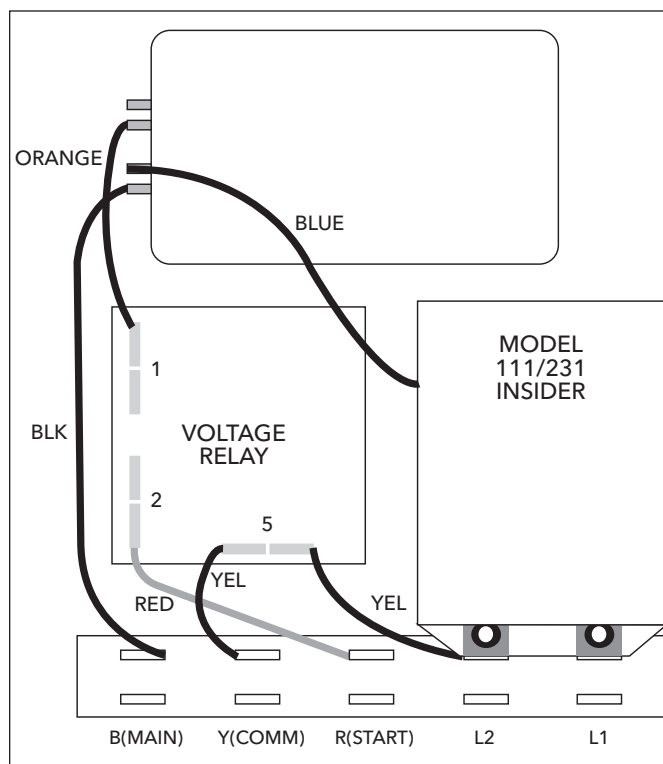 ORANGE
BLUE
MODEL
111/231
INSIDER
1
BLK
VOLTAGE
RELAY
2
5
YEL
RED
YEL
B(MAIN)
Y(COMM)
R(START)
L2
L1